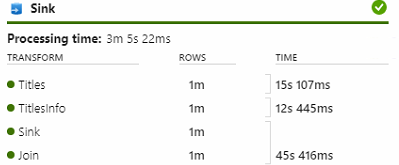 Sink
Processing time: 3m 5s 22ms
TRANSFORM ROWS TIME
Titles 1m 15s 107ms
TitlesInfo 1m 12s 445ms
Sink 1m
Join 1m 45s 416ms